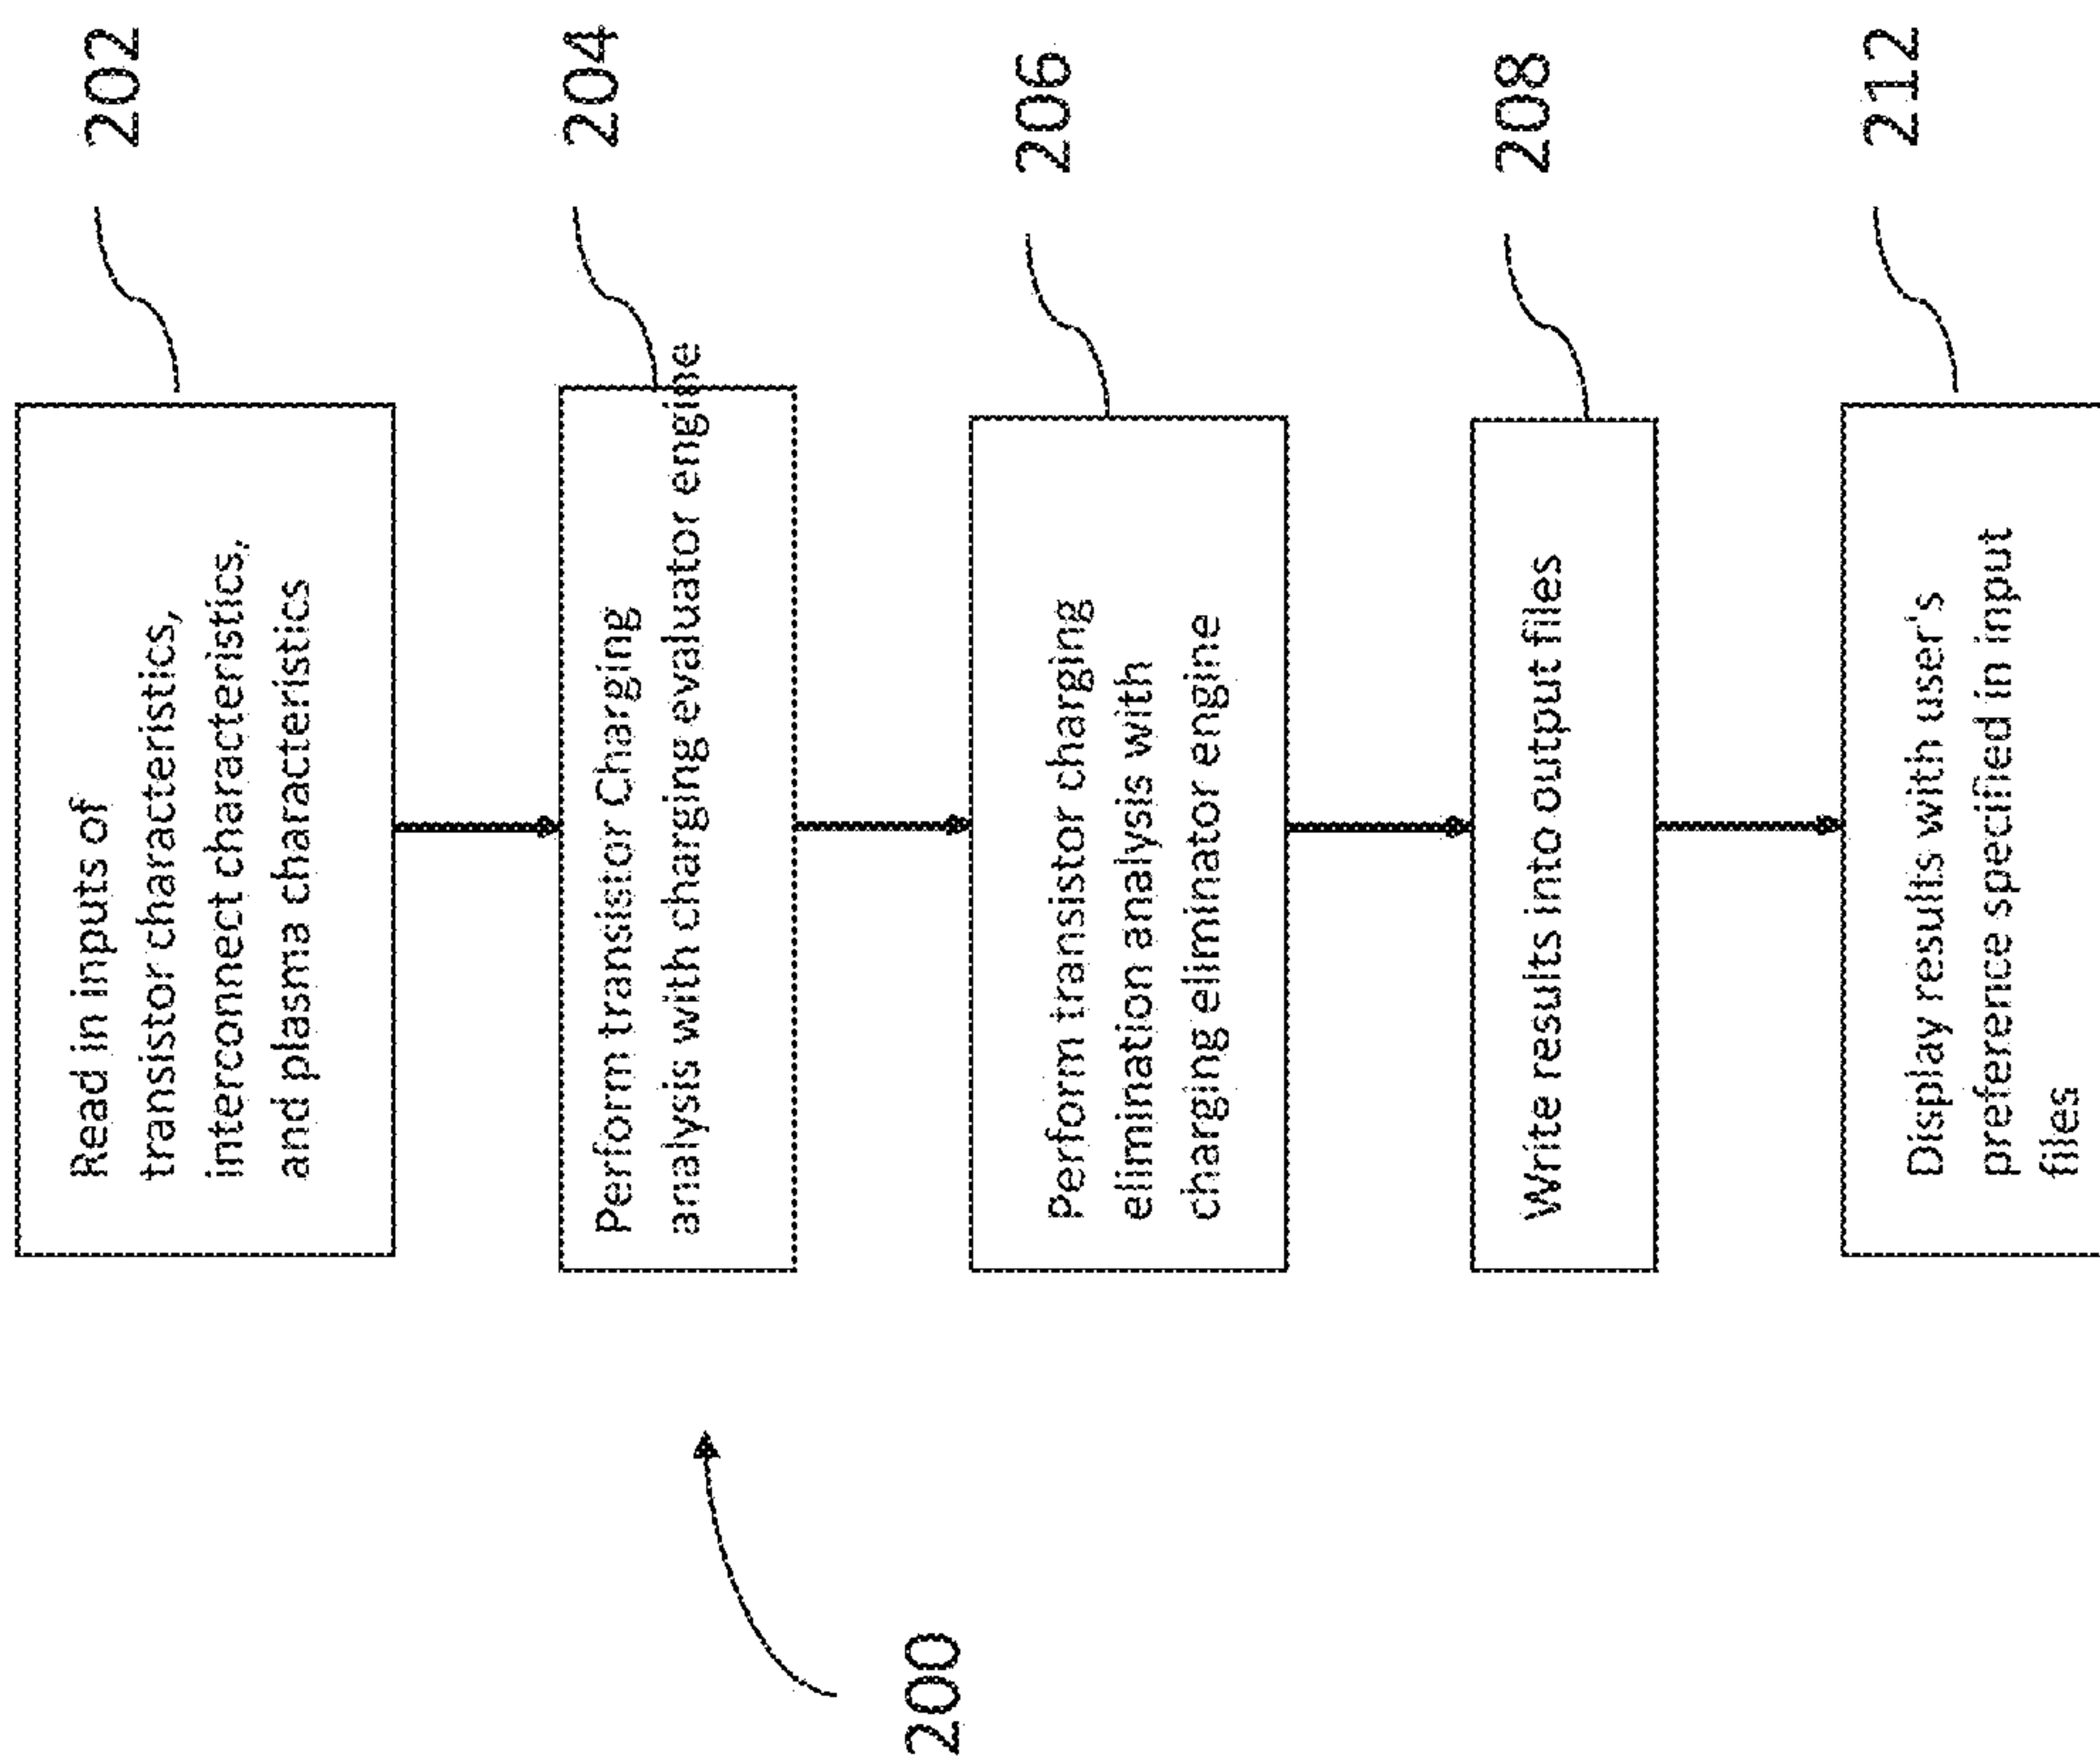 202
Read in inputs of
transistor characteristics,
interconnect characteristics,
and plasma characteristics
204
Perform transistor Charging
analysis with charging evaluator engine
206
Perform transistor charging
elimination analysis with
charging eliminator engine
208
Write results into output files
212
Display results with user's
preference specified in input
files
200